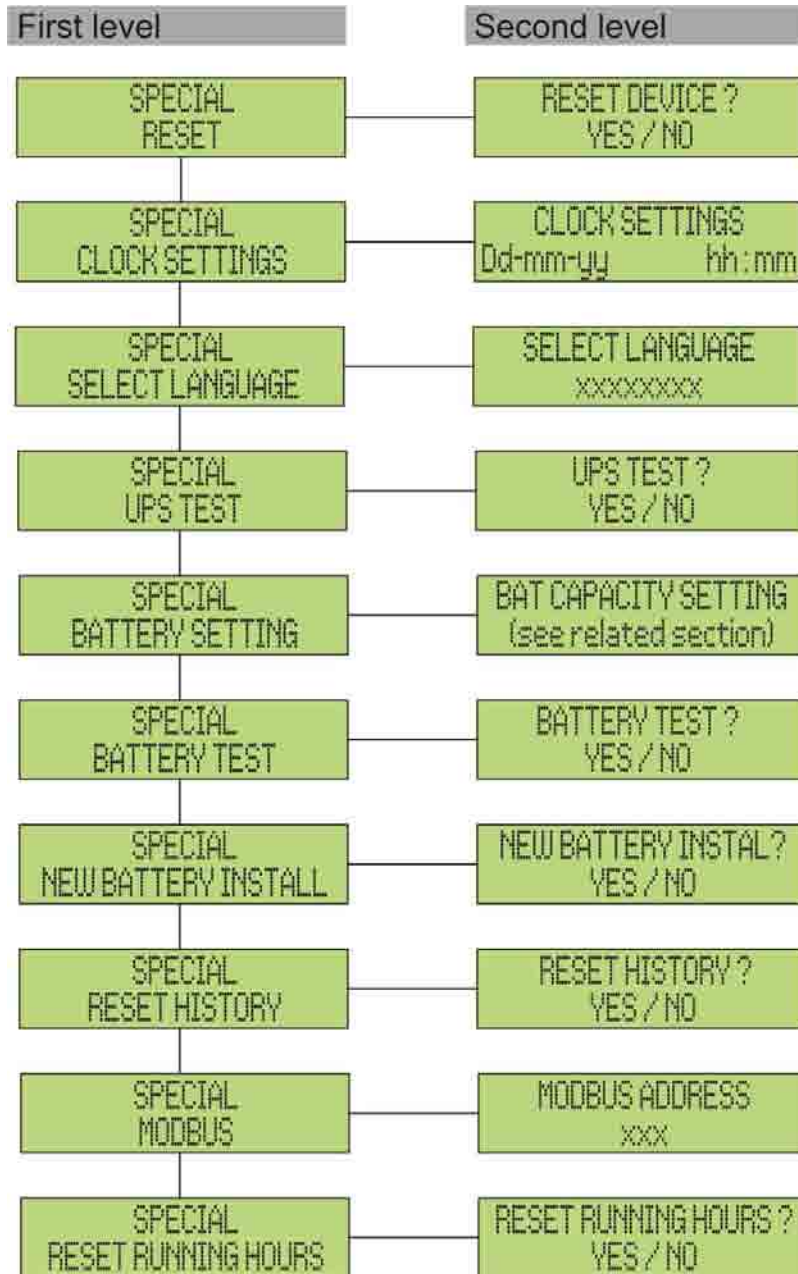 First level
Second level
SPECIAL
RESET
RESET DEVICE ?
YES / NO
SPECIAL
CLOCK SETTINGS
CLOCK SETTINGS
Dd-mm-yy hh:mm
SPECIAL
SELECT LANGUAGE
SELECT LANGUAGE
xxxxxxxx
SPECIAL
UPS TEST
UPS TEST ?
YES / NO
SPECIAL
BATTERY SETTING
BAT CAPACITY SETTING
(see related section)
SPECIAL
BATTERY TEST
BATTERY TEST ?
YES / NO
SPECIAL
NEW BATTERY INSTALL
NEW BATTERY INSTAL?
YES / NO
SPECIAL
RESET HISTORY
RESET HISTORY ?
YES / NO
SPECIAL
MODBUS
MODBUS ADDRESS
xxx
SPECIAL
RESET RUNNING HOURS
RESET RUNNING HOURS ?
YES / NO